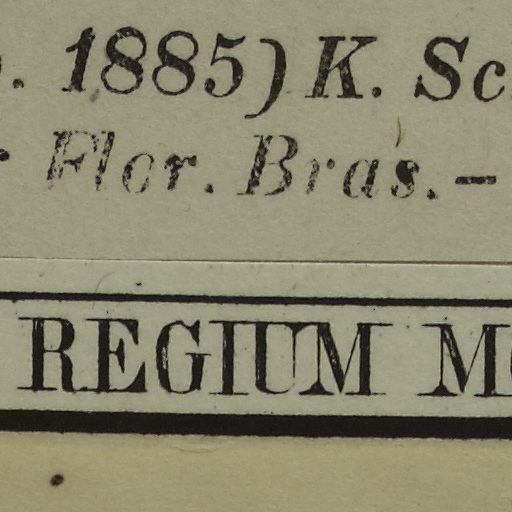 . 1885) K. Sc
Flor. Bras.–
REGIUM M